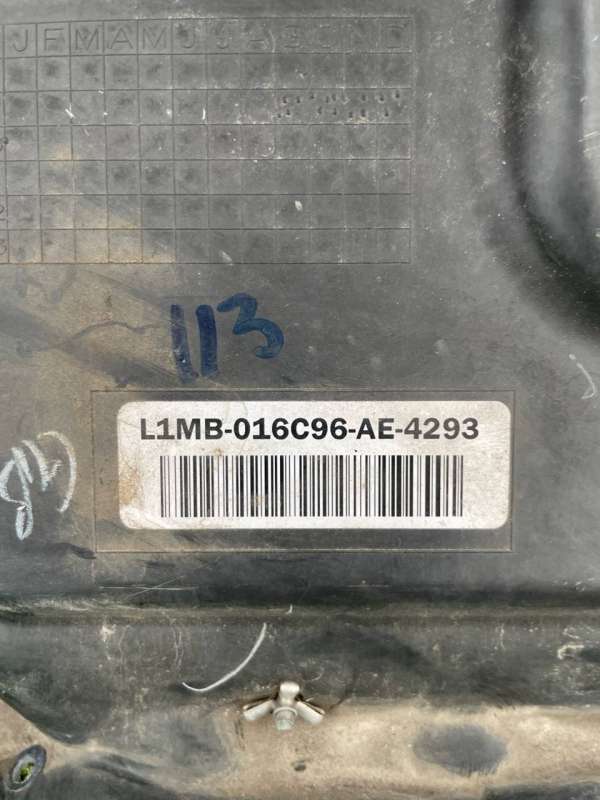 J F M A M J J A S O N D
113
L1MB-016C96-AE-4293